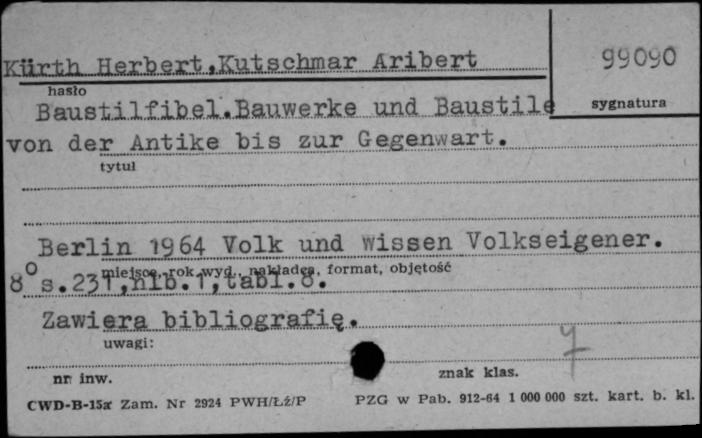 Kürth Herbert,Kutschmar Aribert
99090
hasło
Baustilfibel.Bauwerke und Baustile
sygnatura
von der Antike bis zur Gegenwart.
tytuł
Berlin 1964 Volk und Wissen Volkseigener.
miejsce, rok wyd., nakładca, format, objętość
8° s.231,nlb.1,tabl.8.
Zawiera bibliografię.
uwagi:
nr inw.
znak klas.
CWD-B-15a Zam. Nr 2924 PWH/Łź/P
PZG w Pab. 912-64 1 000 000 szt. kart. b. kl.